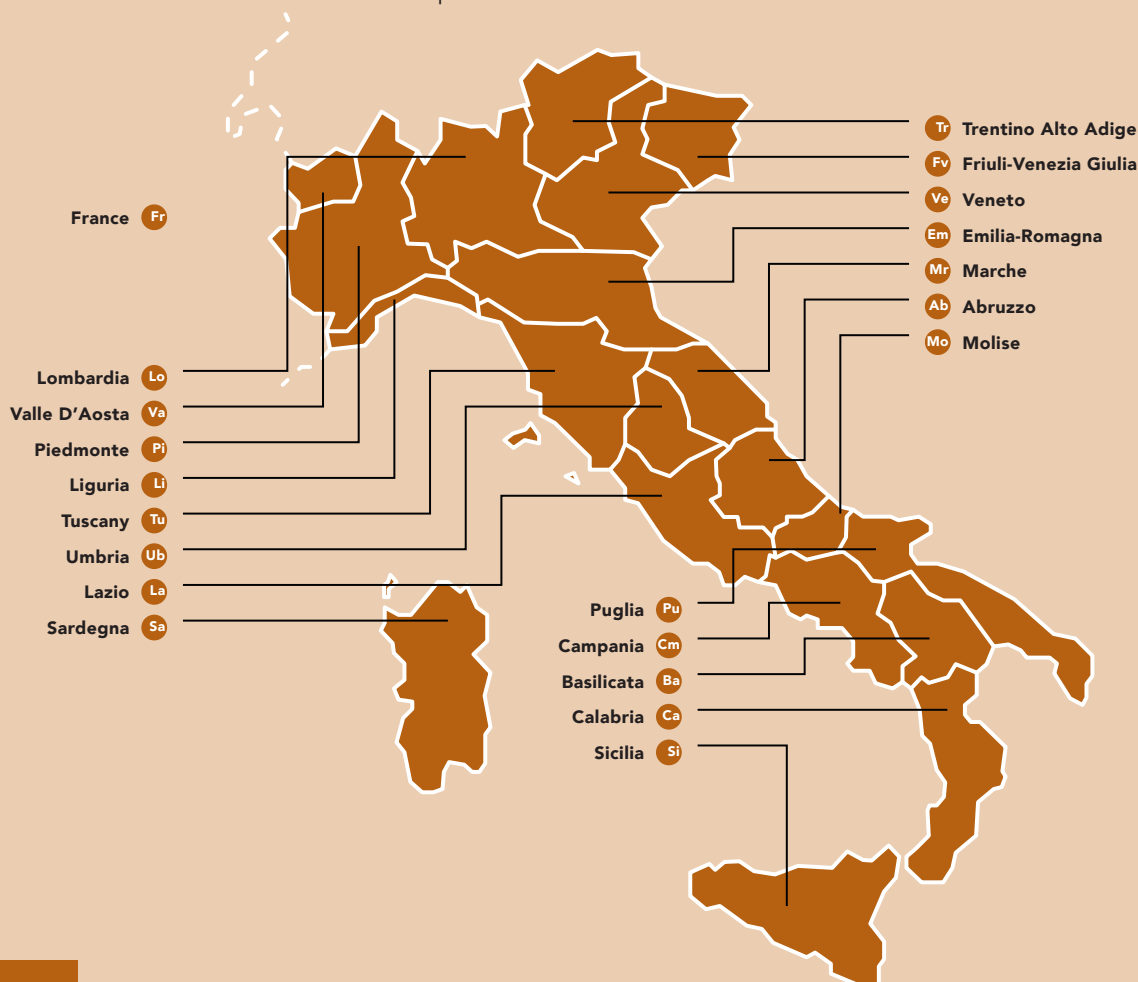 France Fr
Lombardia Lo
Valle D’Aosta Va
Piedmonte Pi
Liguria Li
Tuscany Tu
Umbria Ub
Lazio La
Sardegna Sa
Tr Trentino Alto Adige
Fv Friuli-Venezia Giulia
Ve Veneto
Em Emilia-Romagna
Mr Marche
Ab Abruzzo
Mo Molise
Puglia Pu
Campania Cm
Basilicata Ba
Calabria Ca
Sicilia Si